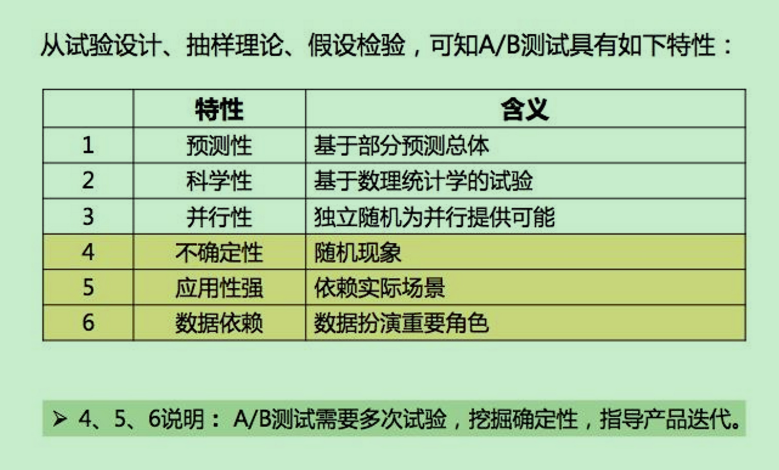 从试验设计、抽样理论、假设检验，可知A/B测试具有如下特性：
特性 含义
1 预测性 基于部分预测总体
2 科学性 基于数理统计学的试验
3 并行性 独立随机为并行提供可能
4 不确定性 随机现象
5 应用性强 依赖实际场景
6 数据依赖 数据扮演重要角色
➢ 4、5、6说明：A/B测试需要多次试验，挖掘确定性，指导产品迭代。